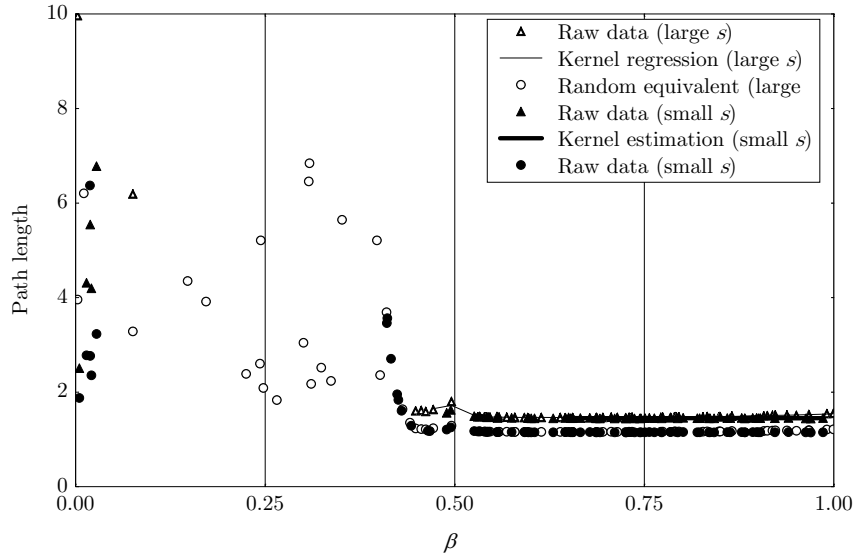 10
8
6
4
2
0
Path length
0.00
0.25
0.50
0.75
1.00
β
Raw data (large s)
Kernel regression (large s)
Random equivalent (large
Raw data (small s)
Kernel estimation (small s)
Raw data (small s)